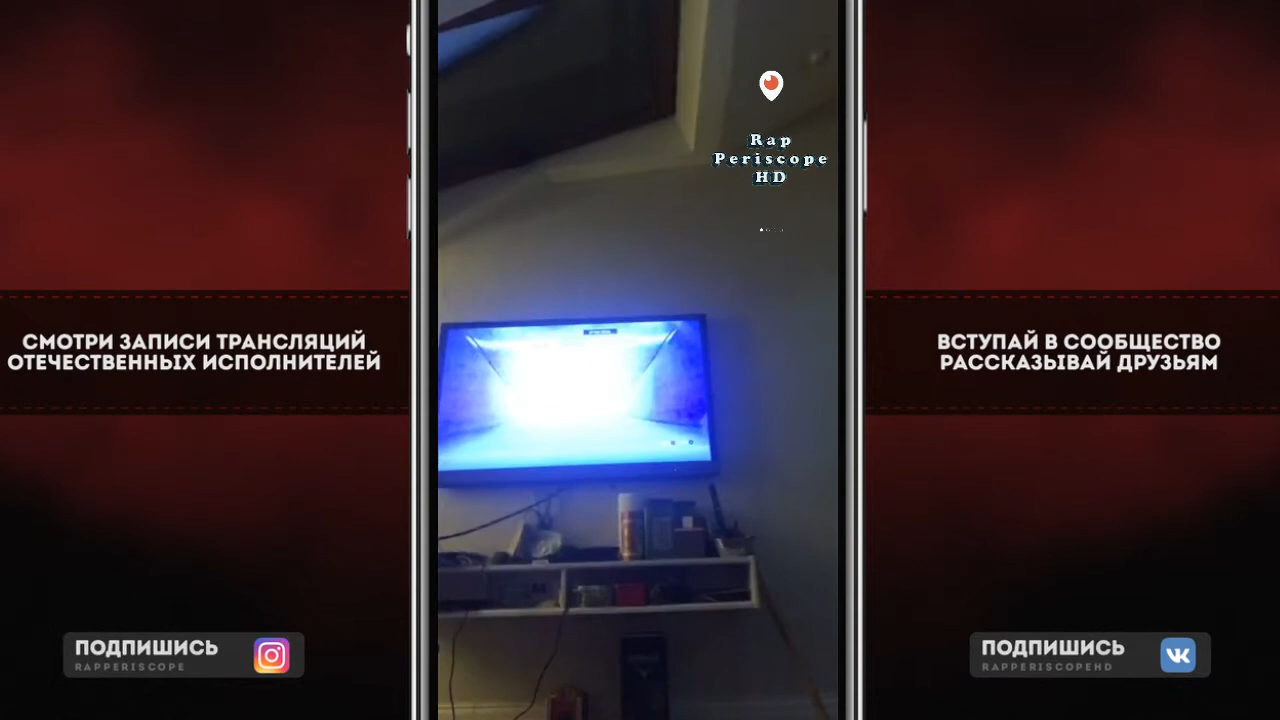 Rap
Periscope
HD
СМОТРИ ЗАПИСИ ТРАНСЛЯЦИЙ
ОТЕЧЕСТВЕННЫХ ИСПОЛНИТЕЛЕЙ
ВСТУПАЙ В СООБЩЕСТВО
РАССКАЗЫВАЙ ДРУЗЬЯМ
ПОДПИШИСЬ
RAPPERISCOPE
ПОДПИШИСЬ
RAPPERISCOPEHD